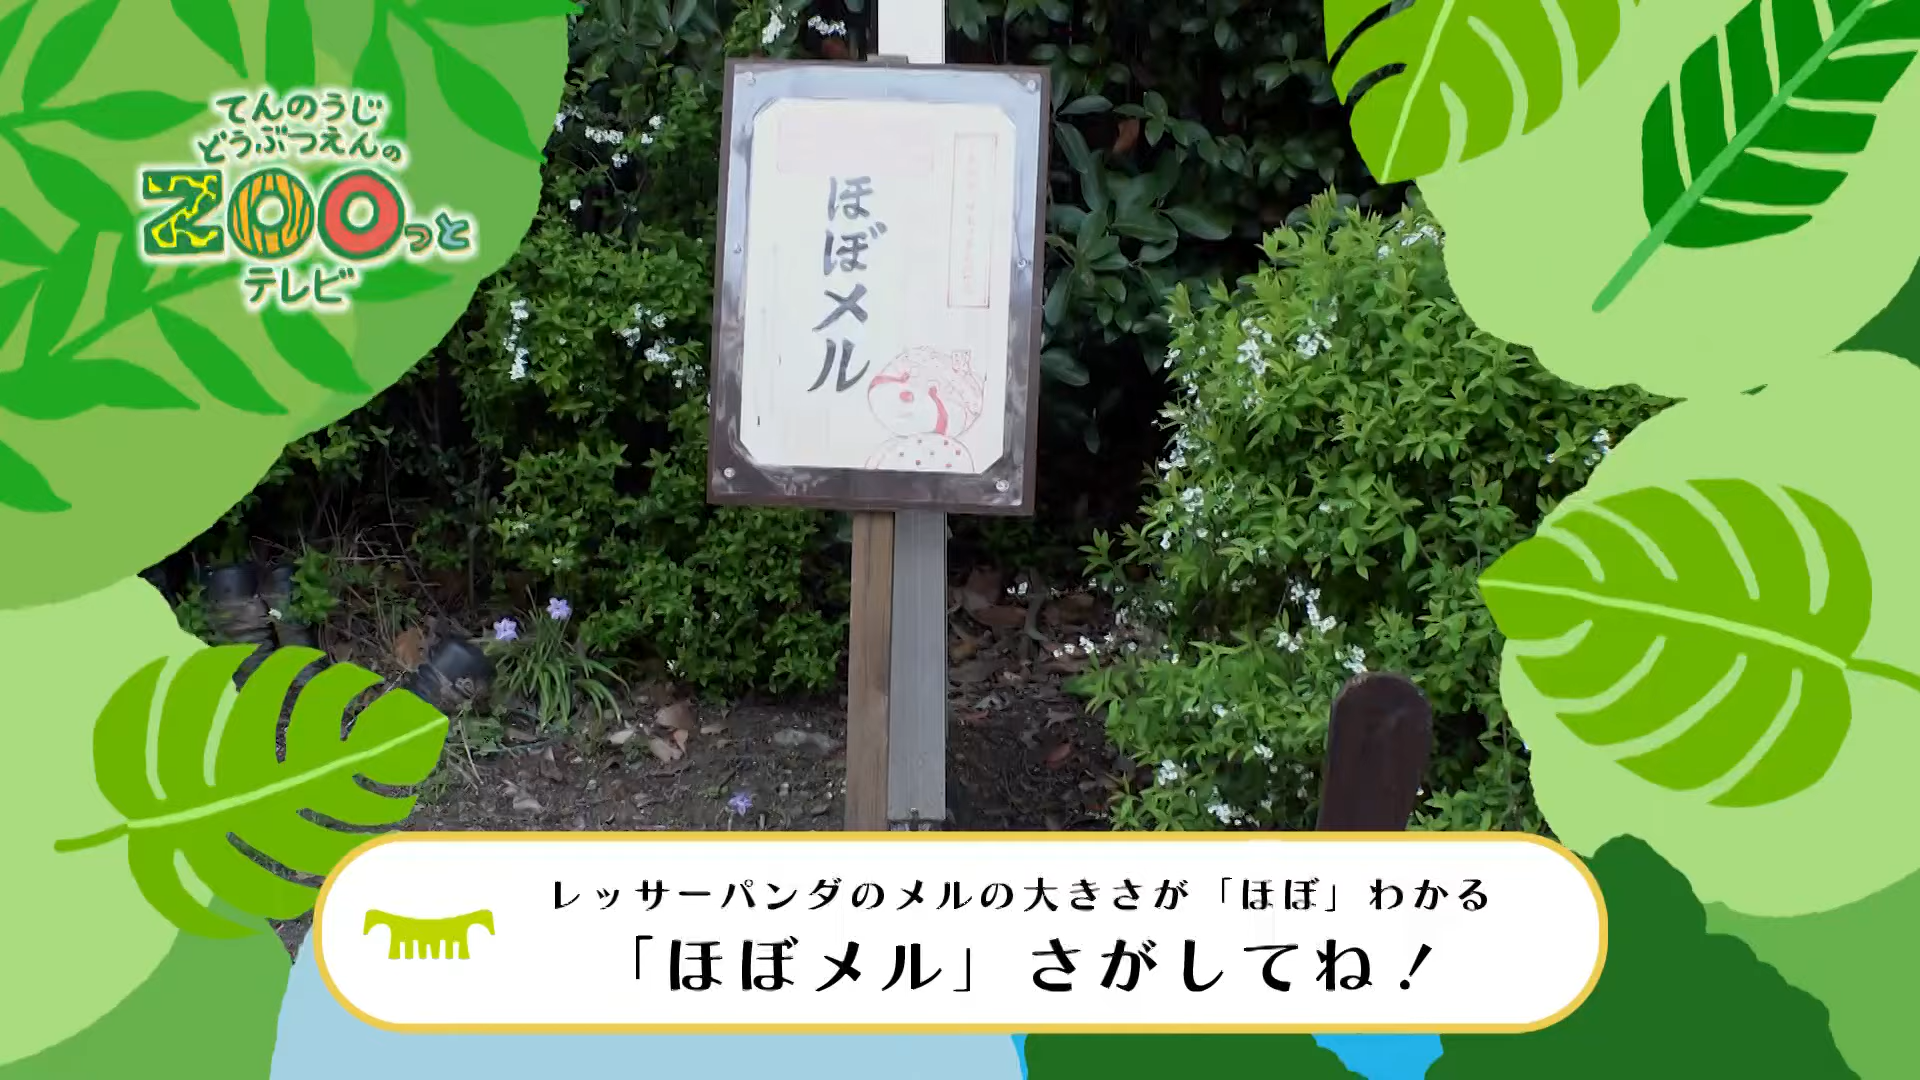 てんのうじ
どうぶつえんの
ZOOっと
テレビ
ほぼメル
レッサーパンダのメルの大きさが「ほぼ」わかる
「ほぼメル」さがしてね！